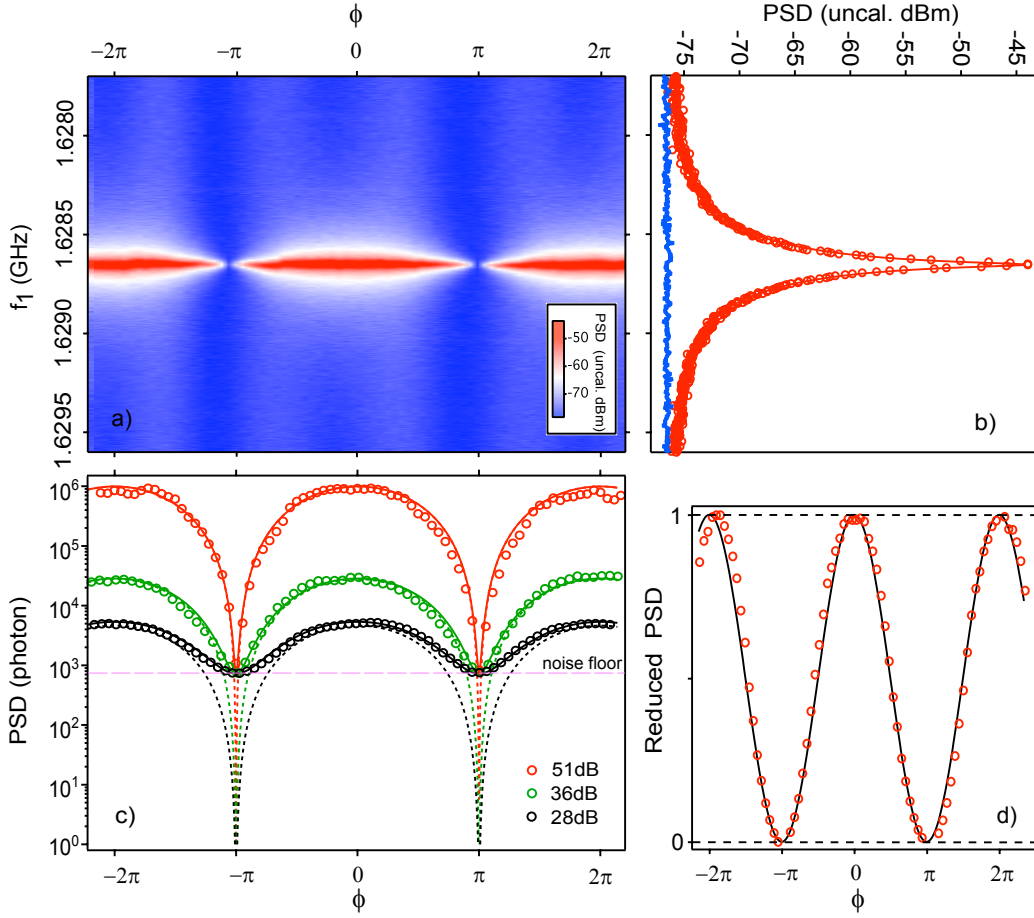 ϕ
−2π −π 0 π 2π
f1 (GHz)
1.6280
1.6285
1.6290
1.6295
a)
-50
-60
-70
PSD (uncal. dBm)
PSD (uncal. dBm)
-75 -70 -65 -60 -55 -50 -45
b)
PSD (photon)
10^6
10^5
10^4
10^3
10^2
10^1
10^0
noise floor
51dB
36dB
28dB
c)
−2π −π 0 π 2π
ϕ
Reduced PSD
1
0
d)
−2π −π 0 π 2π
ϕ